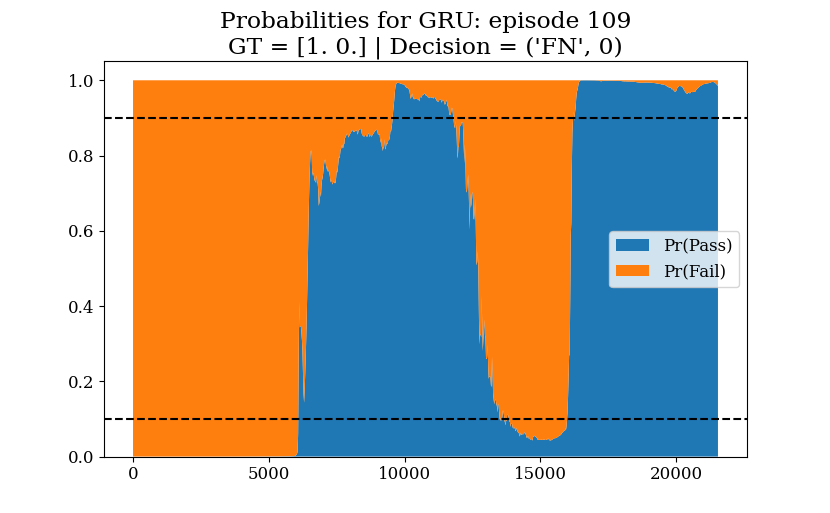 Probabilities for GRU: episode 109
GT = [1. 0.] | Decision = ('FN', 0)
1.0
0.8
0.6
0.4
0.2
0.0
Pr(Pass)
Pr(Fail)
0 5000 10000 15000 20000